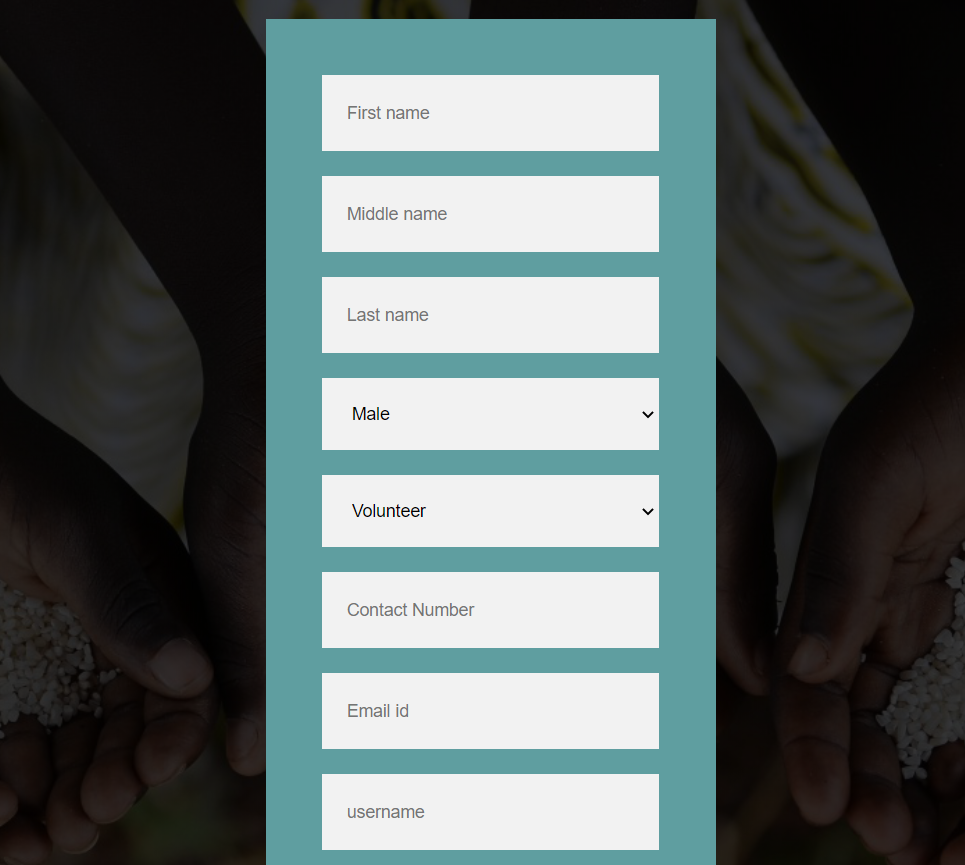 First name
Middle name
Last name
Male
Volunteer
Contact Number
Email id
username